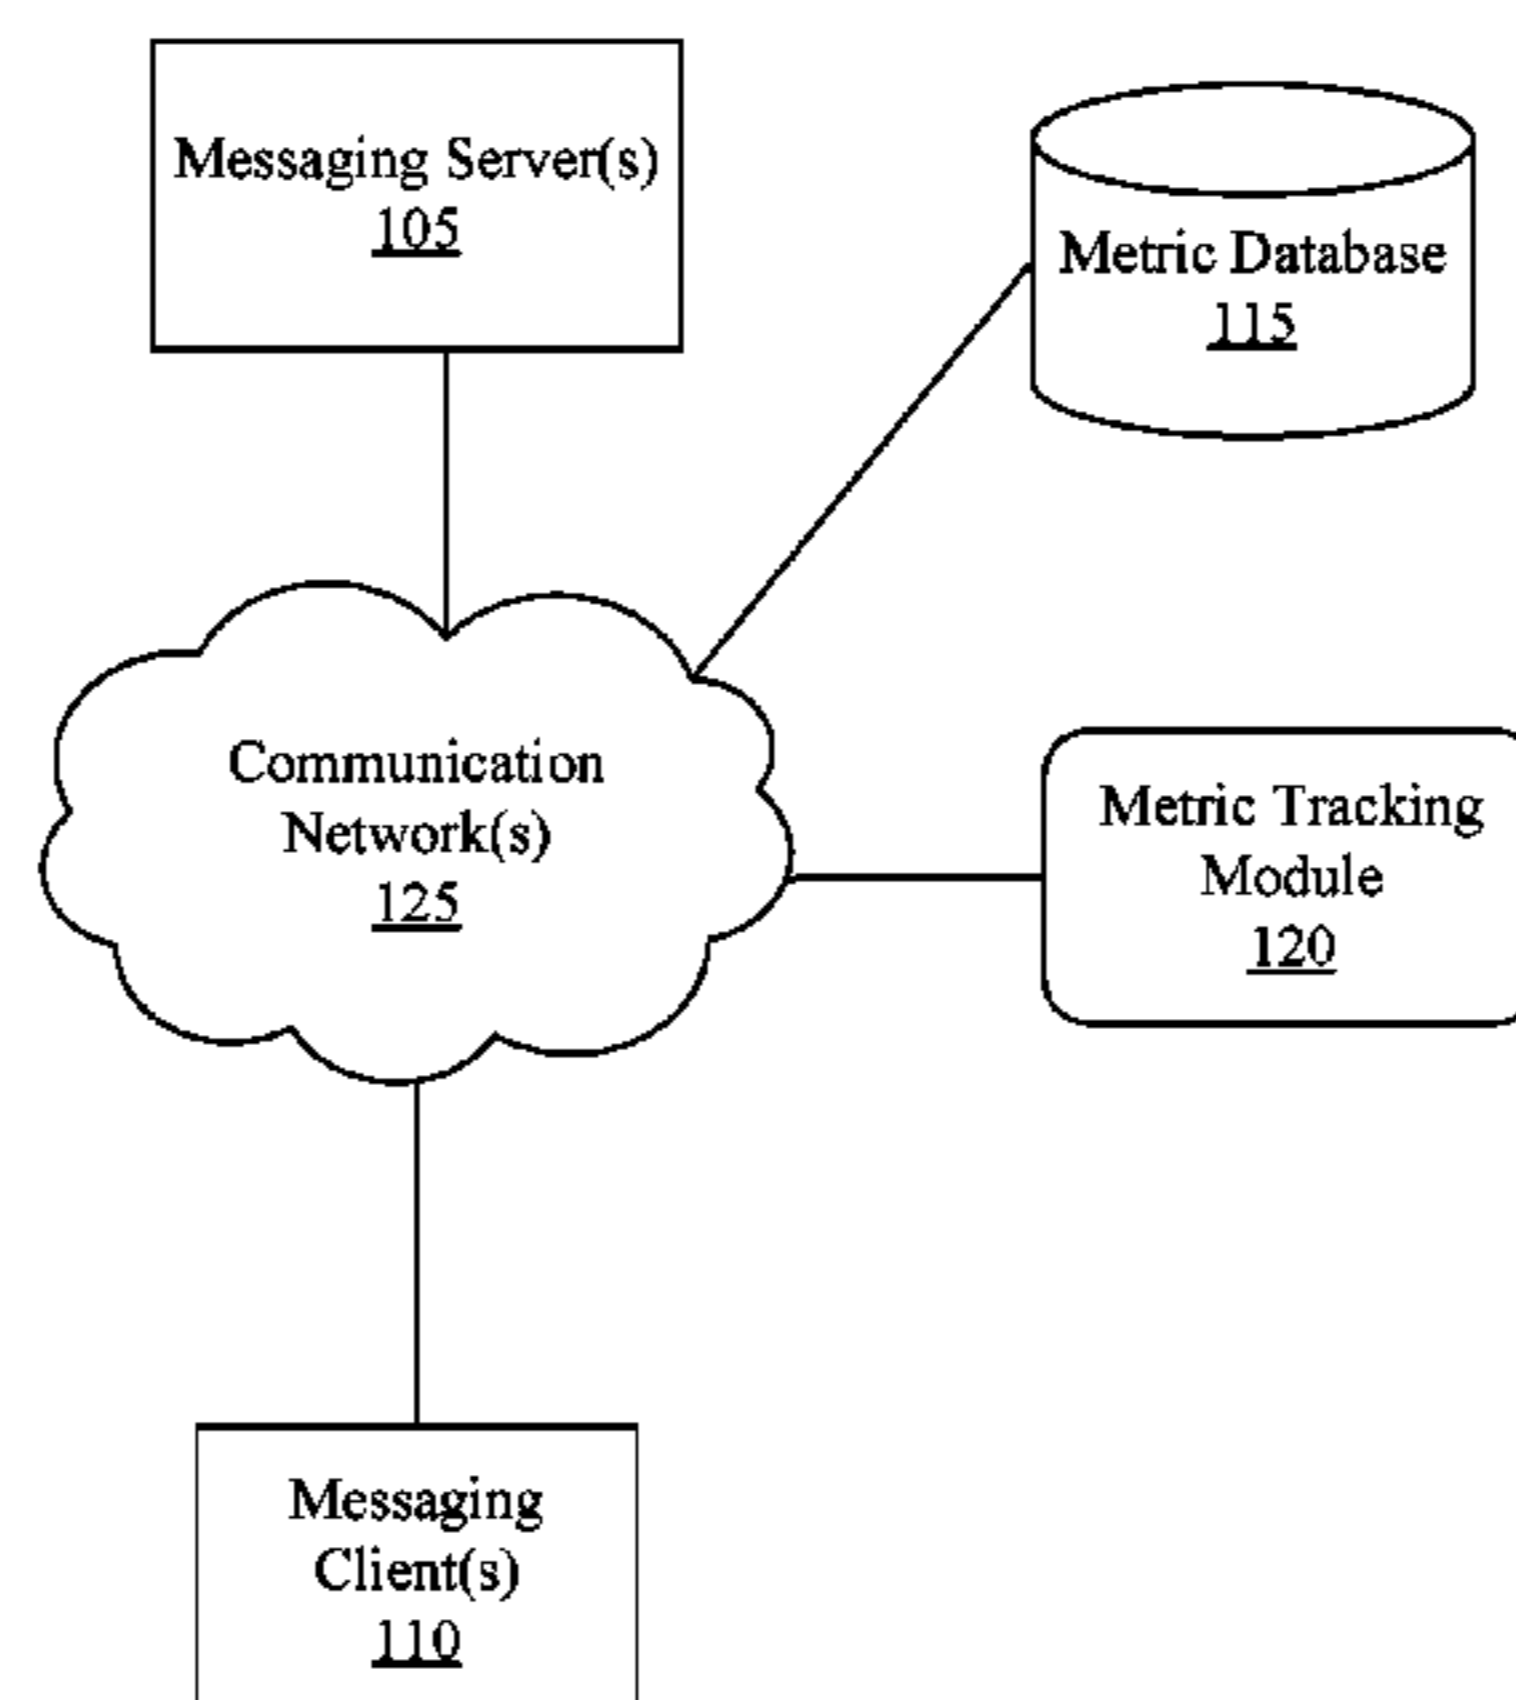 Messaging Server(s)
105
Metric Database
115
Communication
Network(s)
125
Metric Tracking
Module
120
Messaging
Client(s)
110